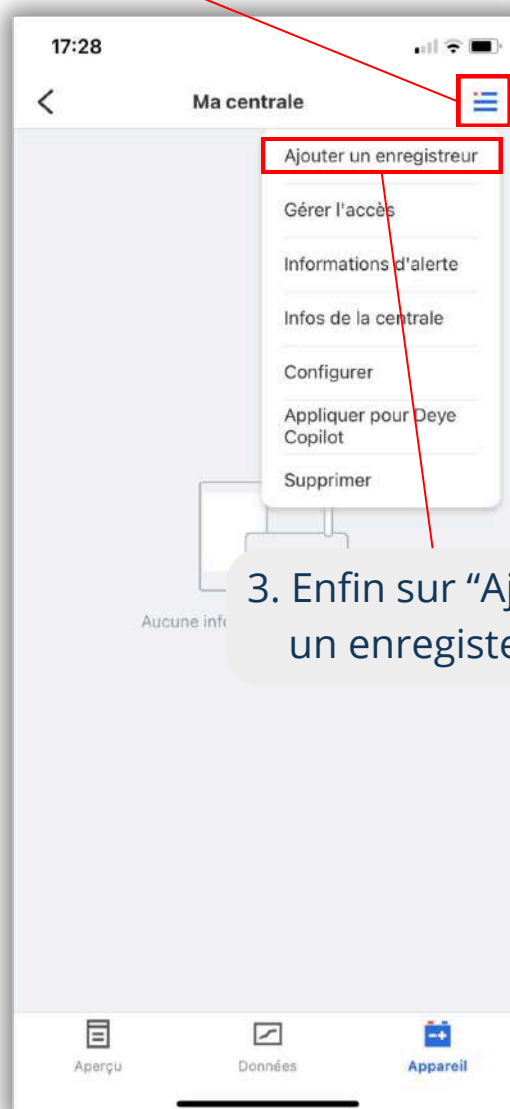 17:28
Ma centrale
Ajouter un enregistreur
Gérer l'accès
Informations d'alerte
Infos de la centrale
Configurer
Appliquer pour Deye
Copilot
Supprimer
3. Enfin sur “Aj
un enregiste
Aucune info
Aperçu
Données
Appareil